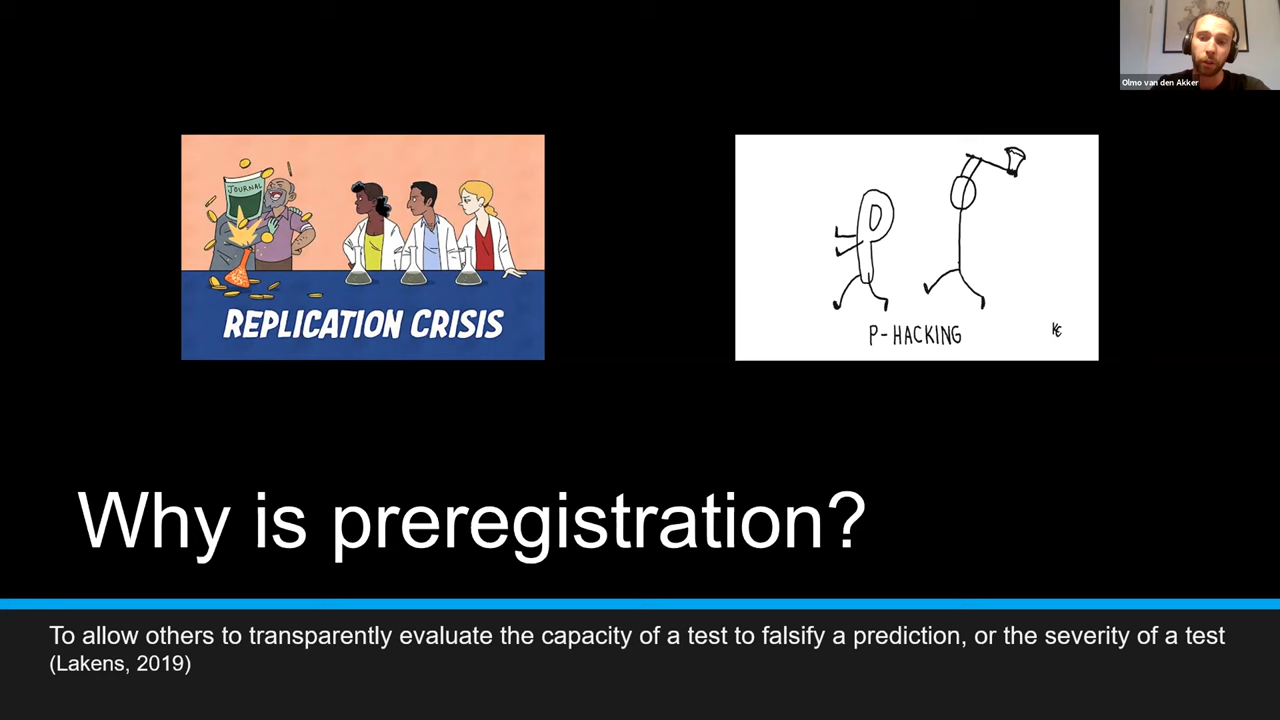 Olmo van den Akker
JOURNAL
REPLICATION CRISIS
P-HACKING
KE
Why is preregistration?
To allow others to transparently evaluate the capacity of a test to falsify a prediction, or the severity of a test
(Lakens, 2019)